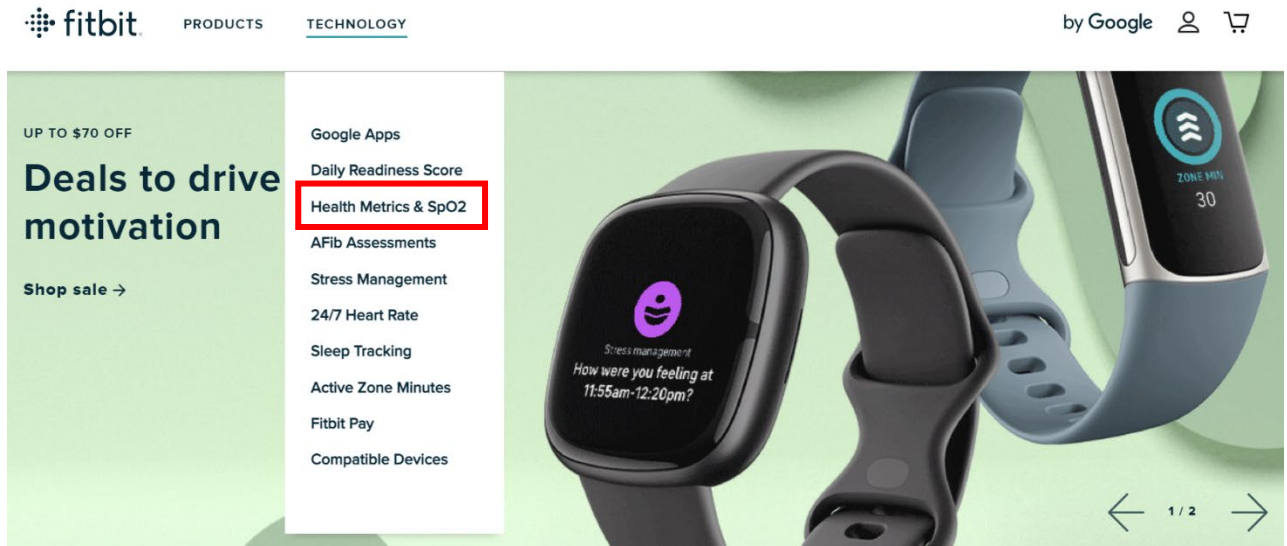 fitbit.
PRODUCTS
TECHNOLOGY
by Google
UP TO $70 OFF
Deals to drive
motivation
Shop sale →
Google Apps
Daily Readiness Score
Health Metrics & SpO2
AFib Assessments
Stress Management
24/7 Heart Rate
Sleep Tracking
Active Zone Minutes
Fitbit Pay
Compatible Devices
Stress management
How were you feeling at
11:55am-12:20pm?
ZONE MIN
30
1 / 2